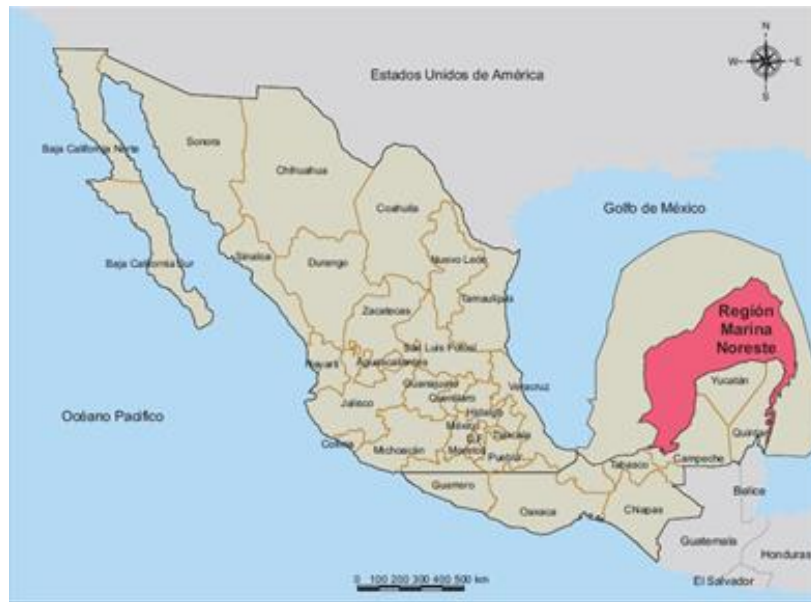 N
W E
S
Estados Unidos de América
Baja California Norte
Sonora
Chihuahua
Coahuila
Golfo de México
Baja California Sur
Sinaloa
Durango
Nuevo León
Tamaulipas
Zacatecas
Región
Marina
Noreste
San Luis Potosí
Nayarit
Aguascalientes
Yucatán
Guanajuato
Veracruz
Querétaro
Jalisco
Hidalgo
Océano Pacífico
México
D.F.
Tlaxcala
Quintan
Colima
Michoacán
Morelos
Puebla
Tabasco
Campeche
Guerrero
Oaxaca
Chiapas
Belice
Guatemala
Honduras
El Salvador
0 100 200 300 400 500 km